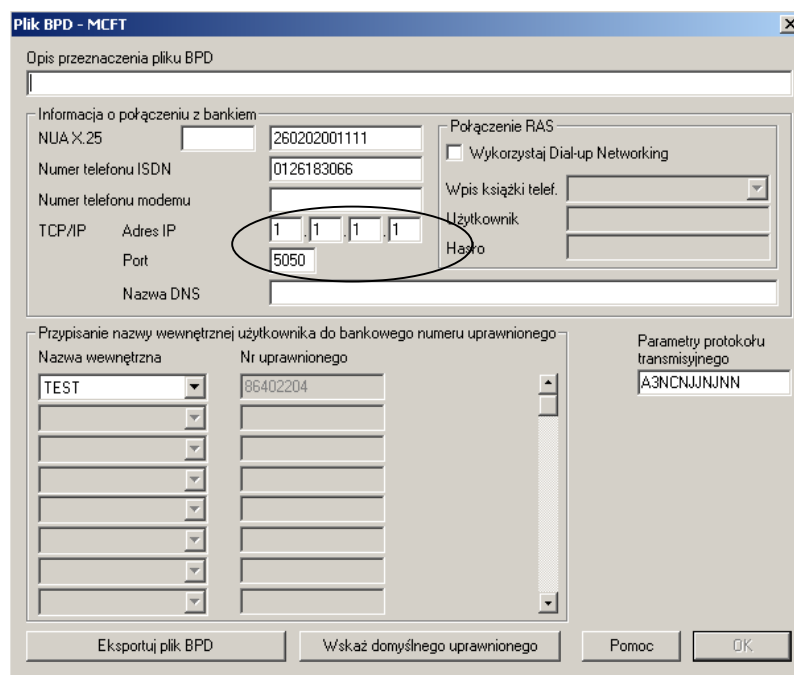 Plik BPD - MCFT
Opis przeznaczenia pliku BPD
Informacja o połączeniu z bankiem
NUA X.25 260202001111
Numer telefonu ISDN 0126183066
Numer telefonu modemu
TCP/IP Adres IP 1 . 1 . 1 . 1
Port 5050
Nazwa DNS
Połączenie RAS
Wykorzystaj Dial-up Networking
Wpis książki telef.
Użytkownik
Hasło
Przypisanie nazwy wewnętrznej użytkownika do bankowego numeru uprawnionego
Nazwa wewnętrzna Nr uprawnionego
TEST 86402204
Parametry protokołu
transmisyjnego
A3NCNJJNJNN
Eksportuj plik BPD Wskaż domyślnego uprawnionego Pomoc OK